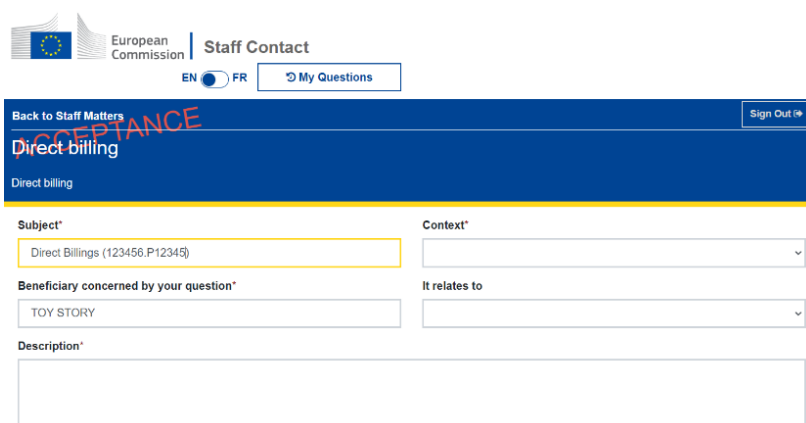 European
Commission
Staff Contact
EN FR
My Questions
Back to Staff Matters
ACCEPTANCE
Sign Out
Direct billing
Direct billing
Subject*
Context*
Direct Billings (123456.P12345)
Beneficiary concerned by your question*
It relates to
TOY STORY
Description*